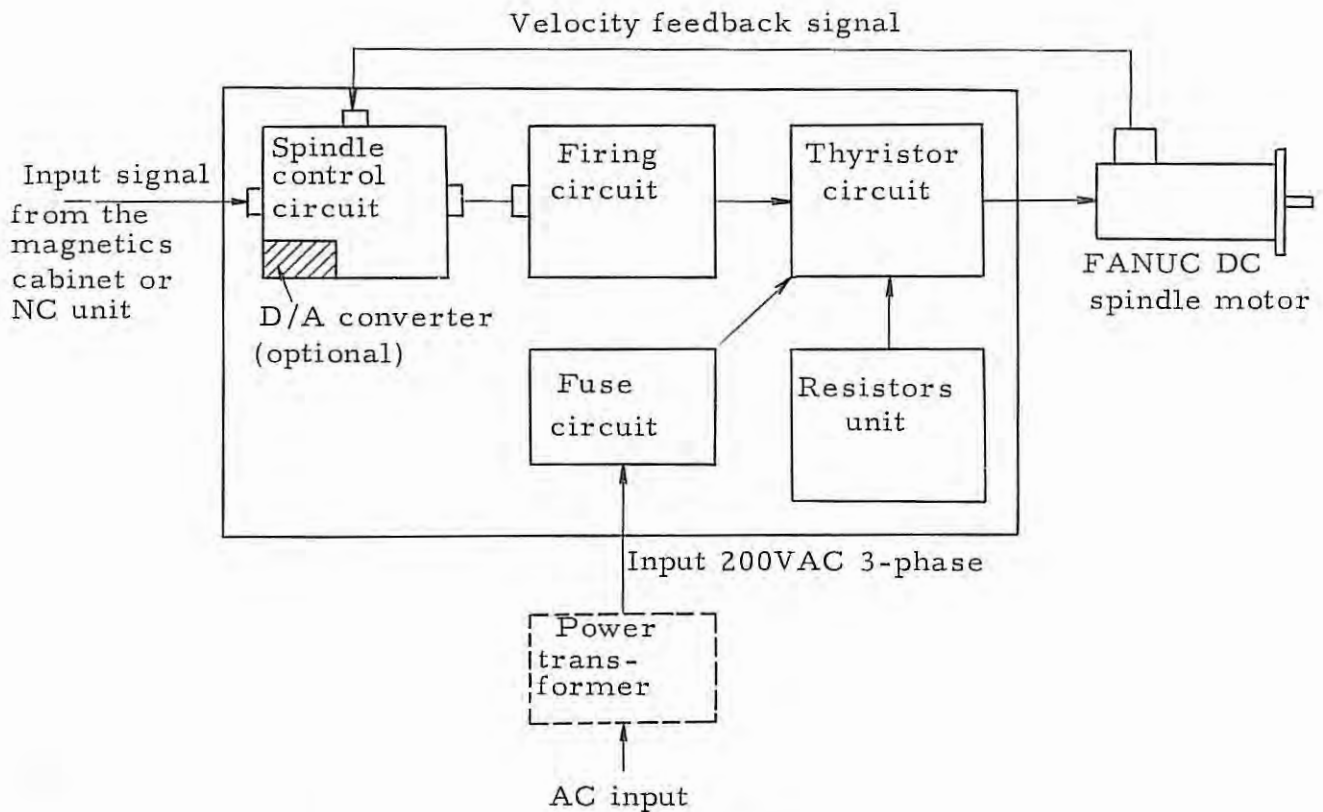 Velocity feedback signal
Input signal
from the
magnetics
cabinet or
NC unit
Spindle
control
circuit
D/A converter
(optional)
Firing
circuit
Thyristor
circuit
FANUC DC
spindle motor
Fuse
circuit
Resistors
unit
Input 200VAC 3-phase
Power
trans-
former
AC input